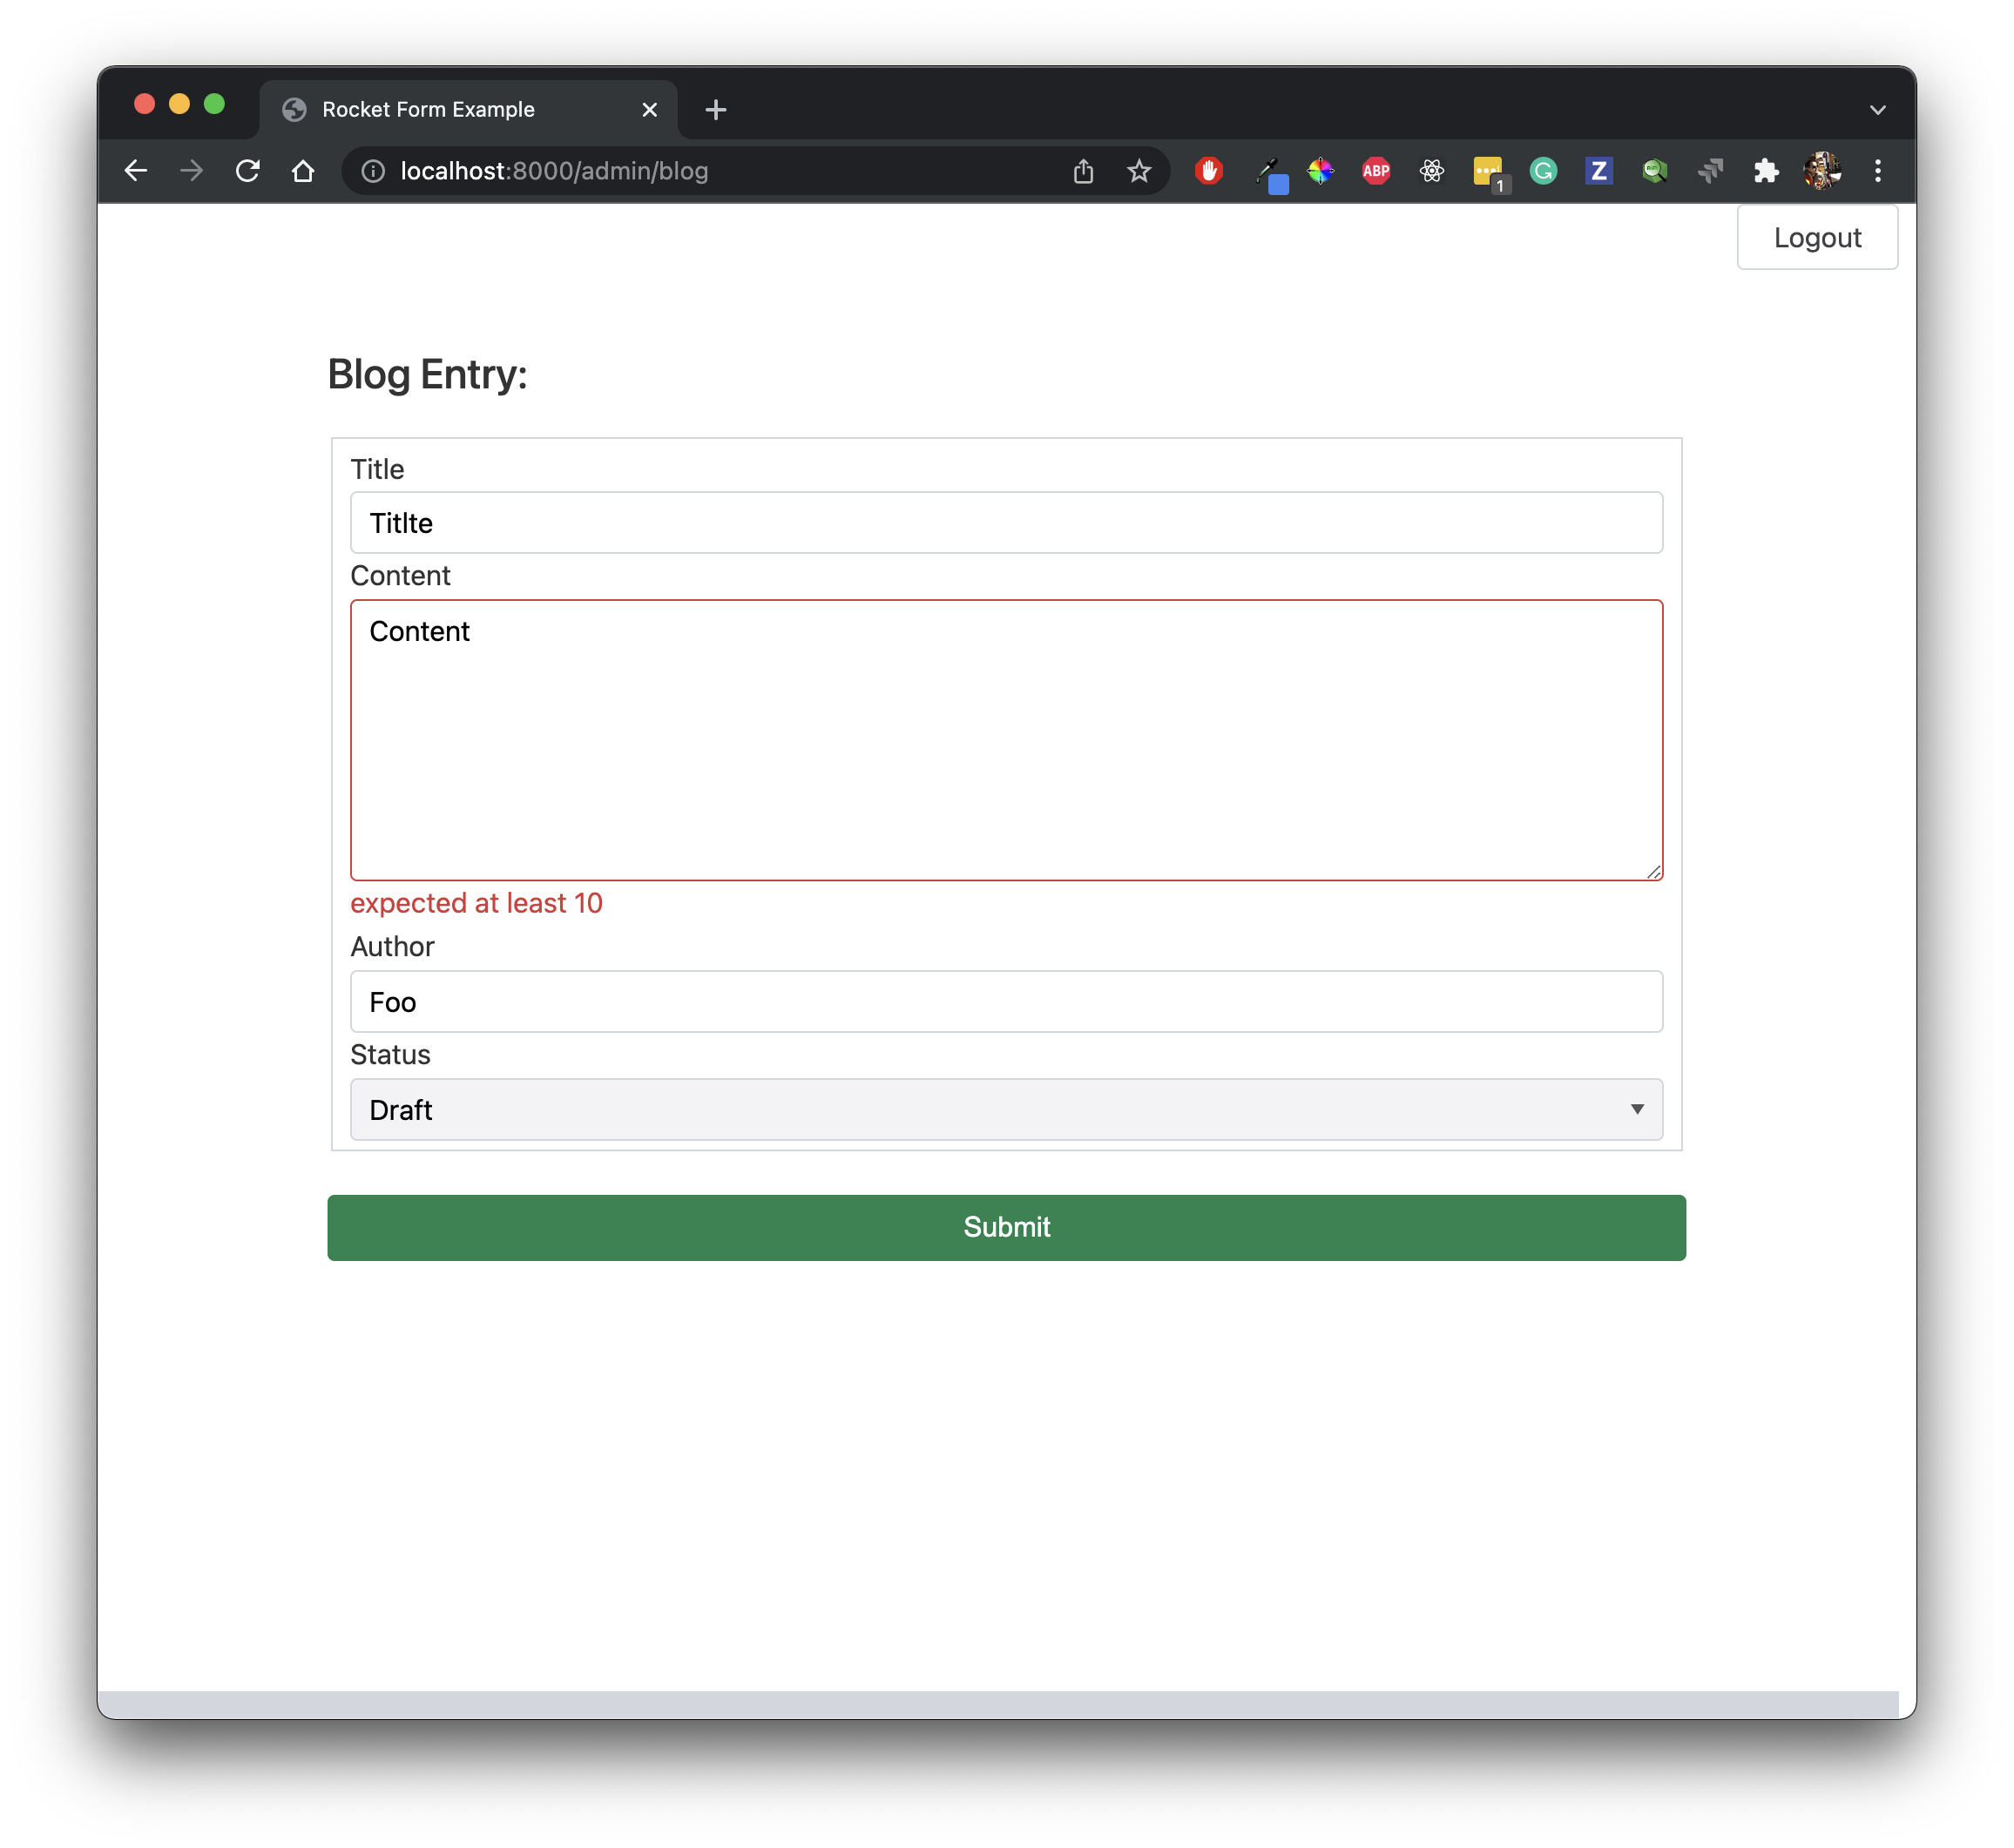 Rocket Form Example
localhost:8000/admin/blog
ABP
1
G
Z
Logout
Blog Entry:
Title
Titlte
Content
Content
expected at least 10
Author
Foo
Status
Draft
Submit